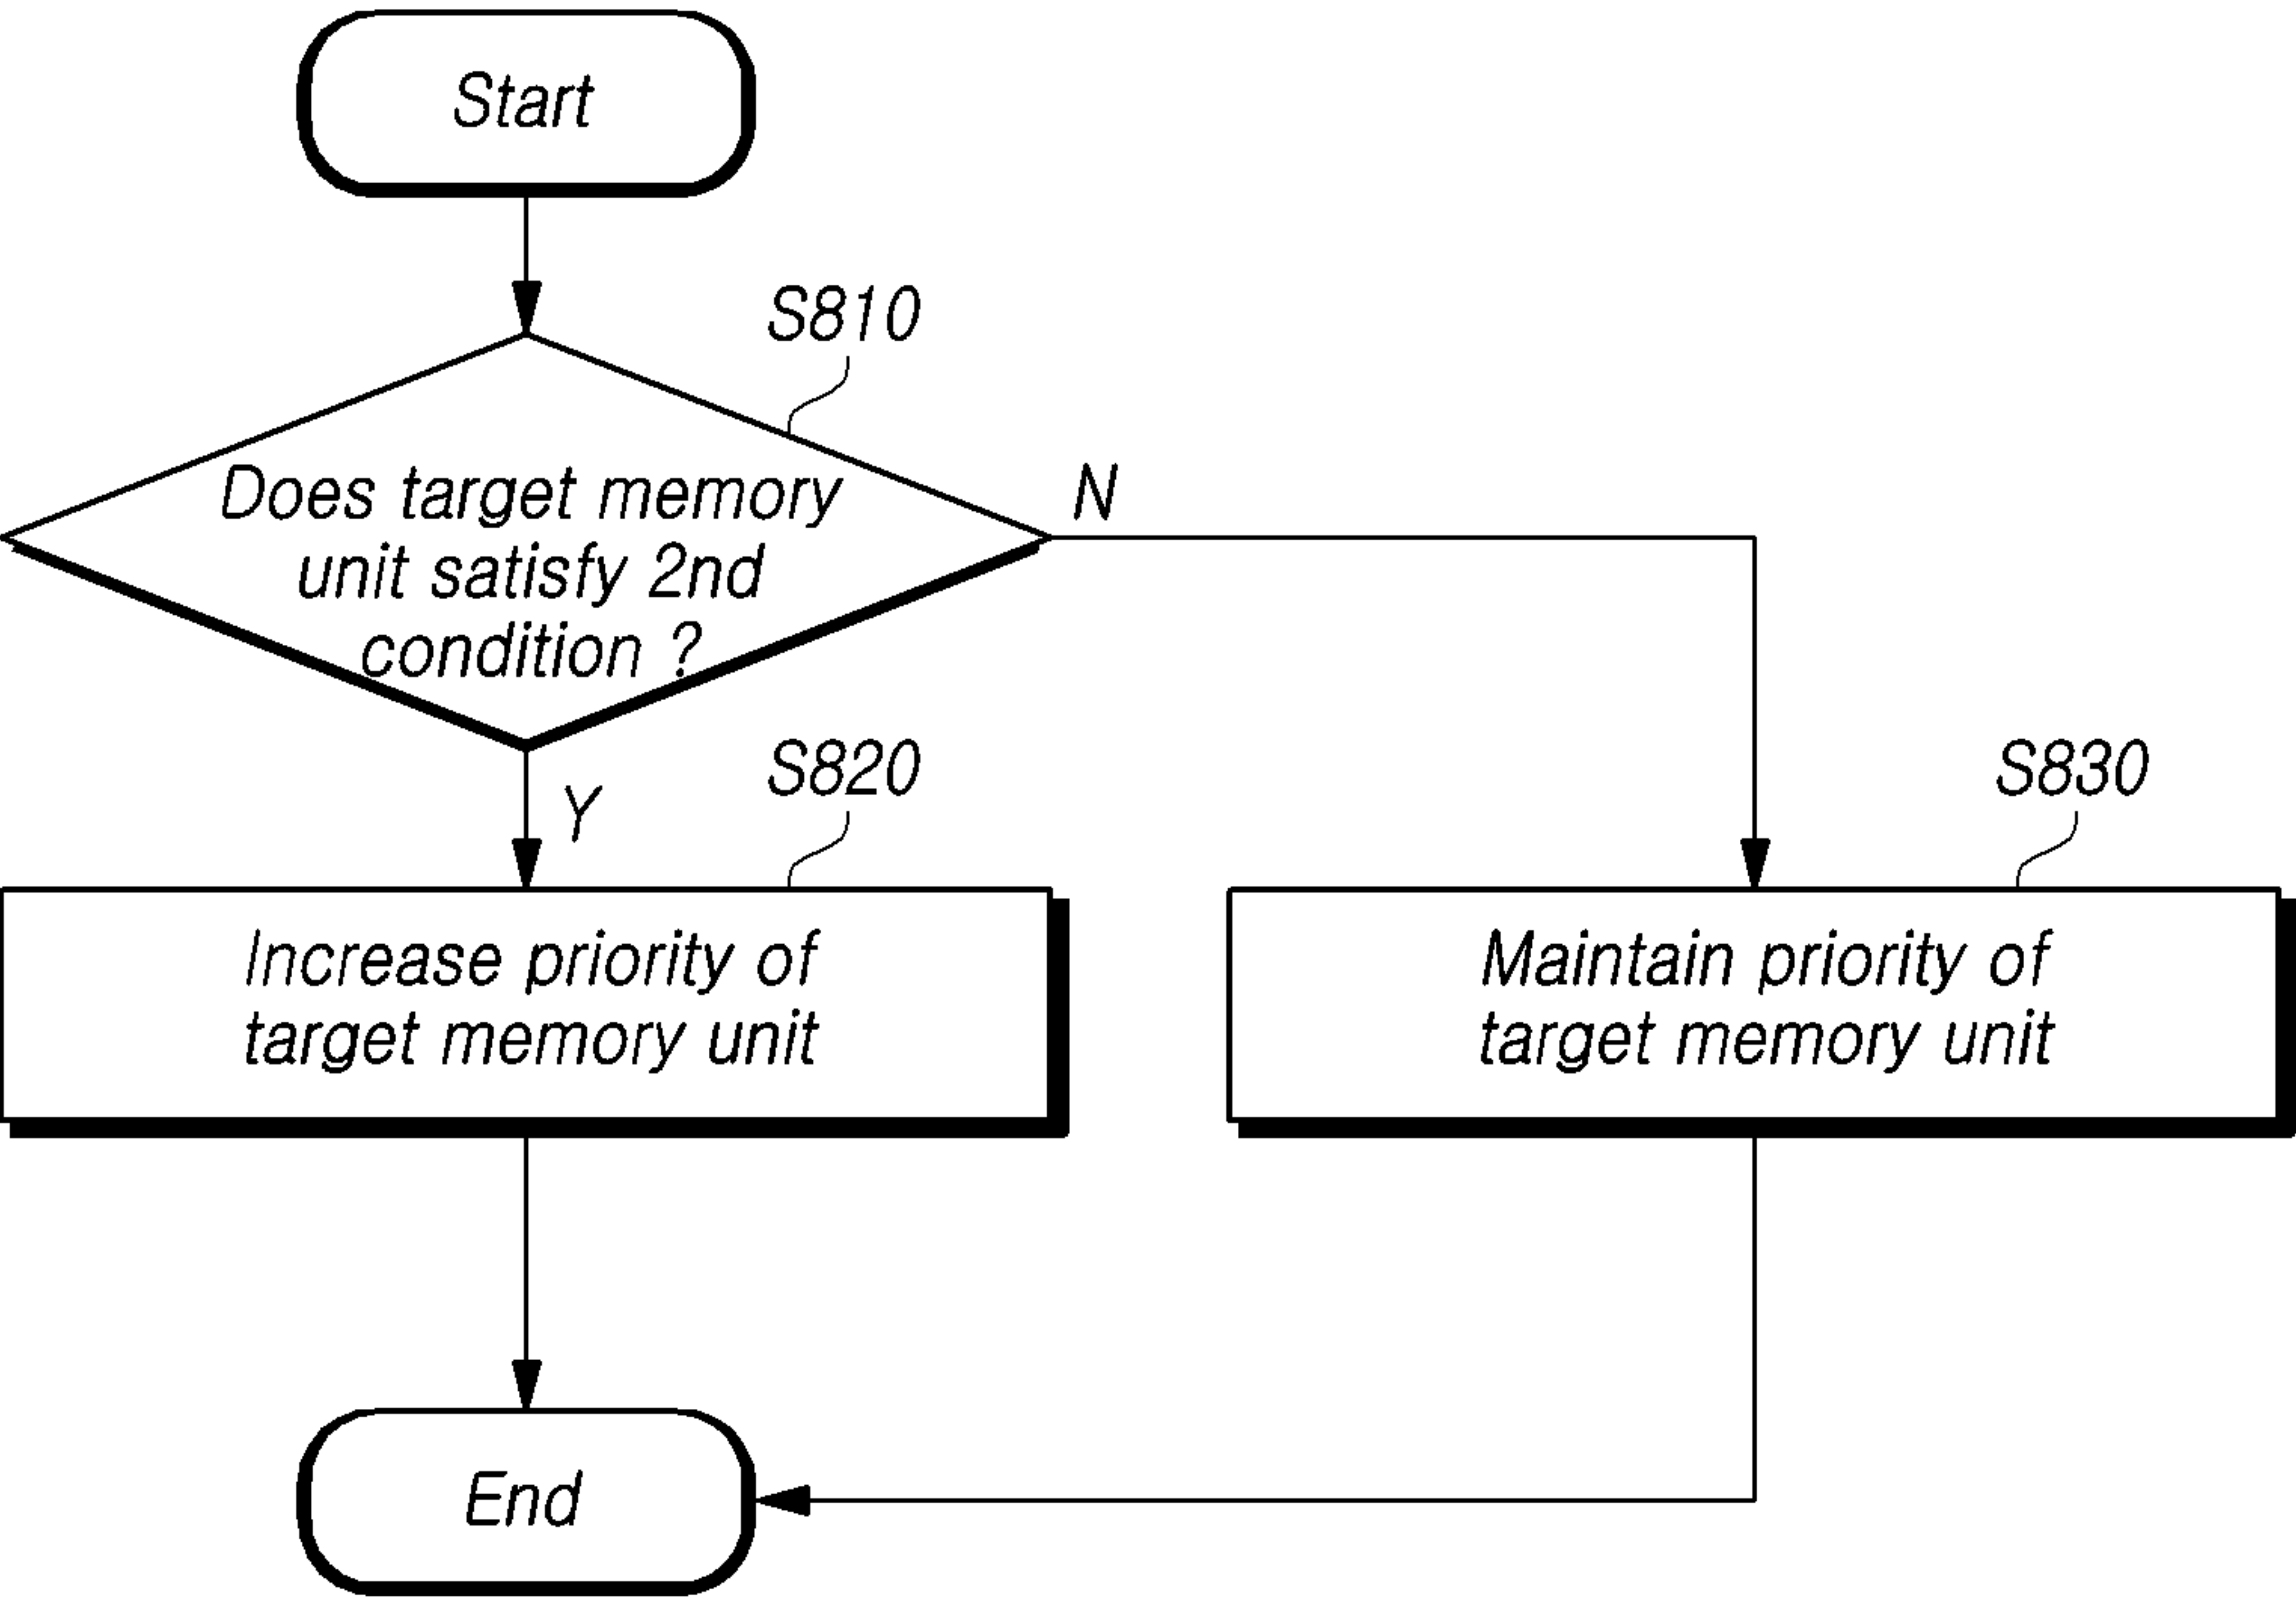 Start
S810
Does target memory
unit satisfy 2nd
condition ?
N
Y
S820
S830
Increase priority of
target memory unit
Maintain priority of
target memory unit
End